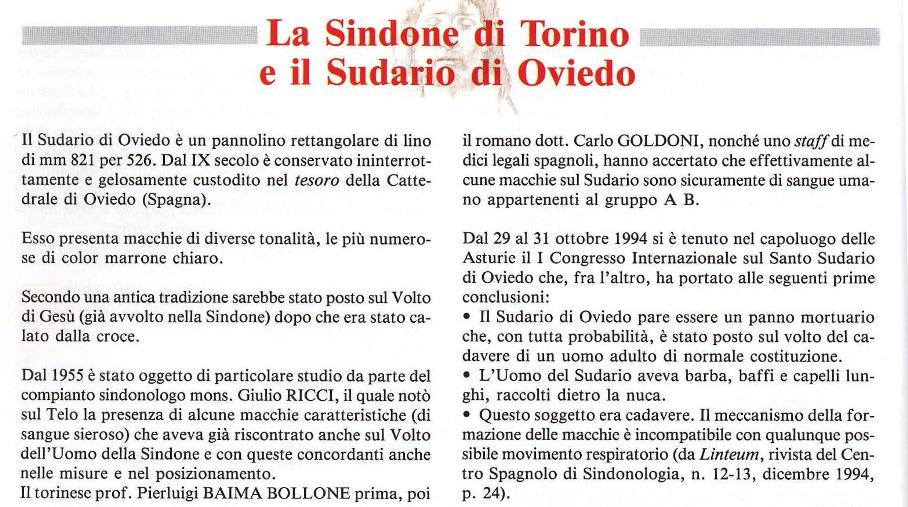 La Sindone di Torino
e il Sudario di Oviedo
Il Sudario di Oviedo è un pannolino rettangolare di lino
di mm 821 per 526. Dal IX secolo è conservato ininterrot-
tamente e gelosamente custodito nel tesoro della Catte-
drale di Oviedo (Spagna).
Esso presenta macchie di diverse tonalità, le più numero-
se di color marrone chiaro.
Secondo una antica tradizione sarebbe stato posto sul Volto
di Gesù (già avvolto nella Sindone) dopo che era stato ca-
lato dalla croce.
Dal 1955 è stato oggetto di particolare studio da parte del
compianto sindonologo mons. Giulio RICCI, il quale notò
sul Telo la presenza di alcune macchie caratteristiche (di
sangue sieroso) che aveva già riscontrato anche sul Volto
dell'Uomo della Sindone e con queste concordanti anche
nelle misure e nel posizionamento.
Il torinese prof. Pierluigi BAIMA BOLLONE prima, poi
il romano dott. Carlo GOLDONI, nonché uno staff di me-
dici legali spagnoli, hanno accertato che effettivamente al-
cune macchie sul Sudario sono sicuramente di sangue uma-
no appartenenti al gruppo A B.
Dal 29 al 31 ottobre 1994 si è tenuto nel capoluogo delle
Asturie il I Congresso Internazionale sul Santo Sudario
di Oviedo che, fra l'altro, ha portato alle seguenti prime
conclusioni:
• Il Sudario di Oviedo pare essere un panno mortuario
che, con tutta probabilità, è stato posto sul volto del ca-
davere di un uomo adulto di normale costituzione.
• L'Uomo del Sudario aveva barba, baffi e capelli lun-
ghi, raccolti dietro la nuca.
• Questo soggetto era cadavere. Il meccanismo della for-
mazione delle macchie è incompatibile con qualunque pos-
sibile movimento respiratorio (da Linteum, rivista del Cen-
tro Spagnolo di Sindonologia, n. 12-13, dicembre 1994,
p. 24).